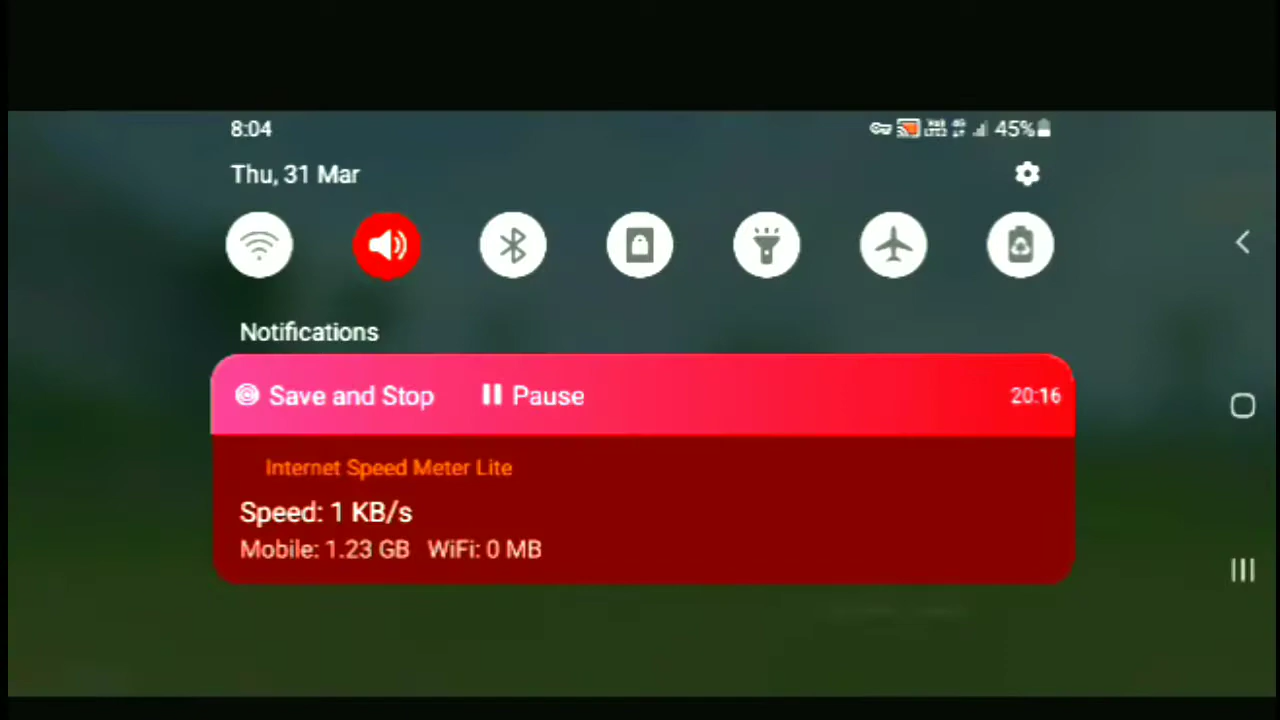 8:04
45%
Thu, 31 Mar
Notifications
Save and Stop Pause 20:16
Internet Speed Meter Lite
Speed: 1 KB/s
Mobile: 1.23 GB WiFi: 0 MB